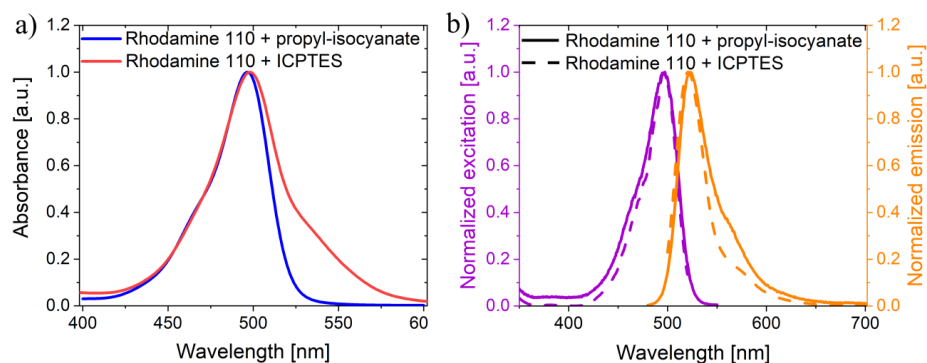 a)
Rhodamine 110 + propyl-isocyanate
Rhodamine 110 + ICPTES
Absorbance [a.u.]
1.2
1.0
0.8
0.6
0.4
0.2
0.0
400
450
500
550
60
Wavelength [nm]
b)
Rhodamine 110 + propyl-isocyanate
Rhodamine 110 + ICPTES
Normalized excitation [a.u.]
1.2
1.0
0.8
0.6
0.4
0.2
0.0
400
500
600
700
Wavelength [nm]
1.2
1.0
0.8
0.6
0.4
0.2
0.0
Normalized emission [a.u.]